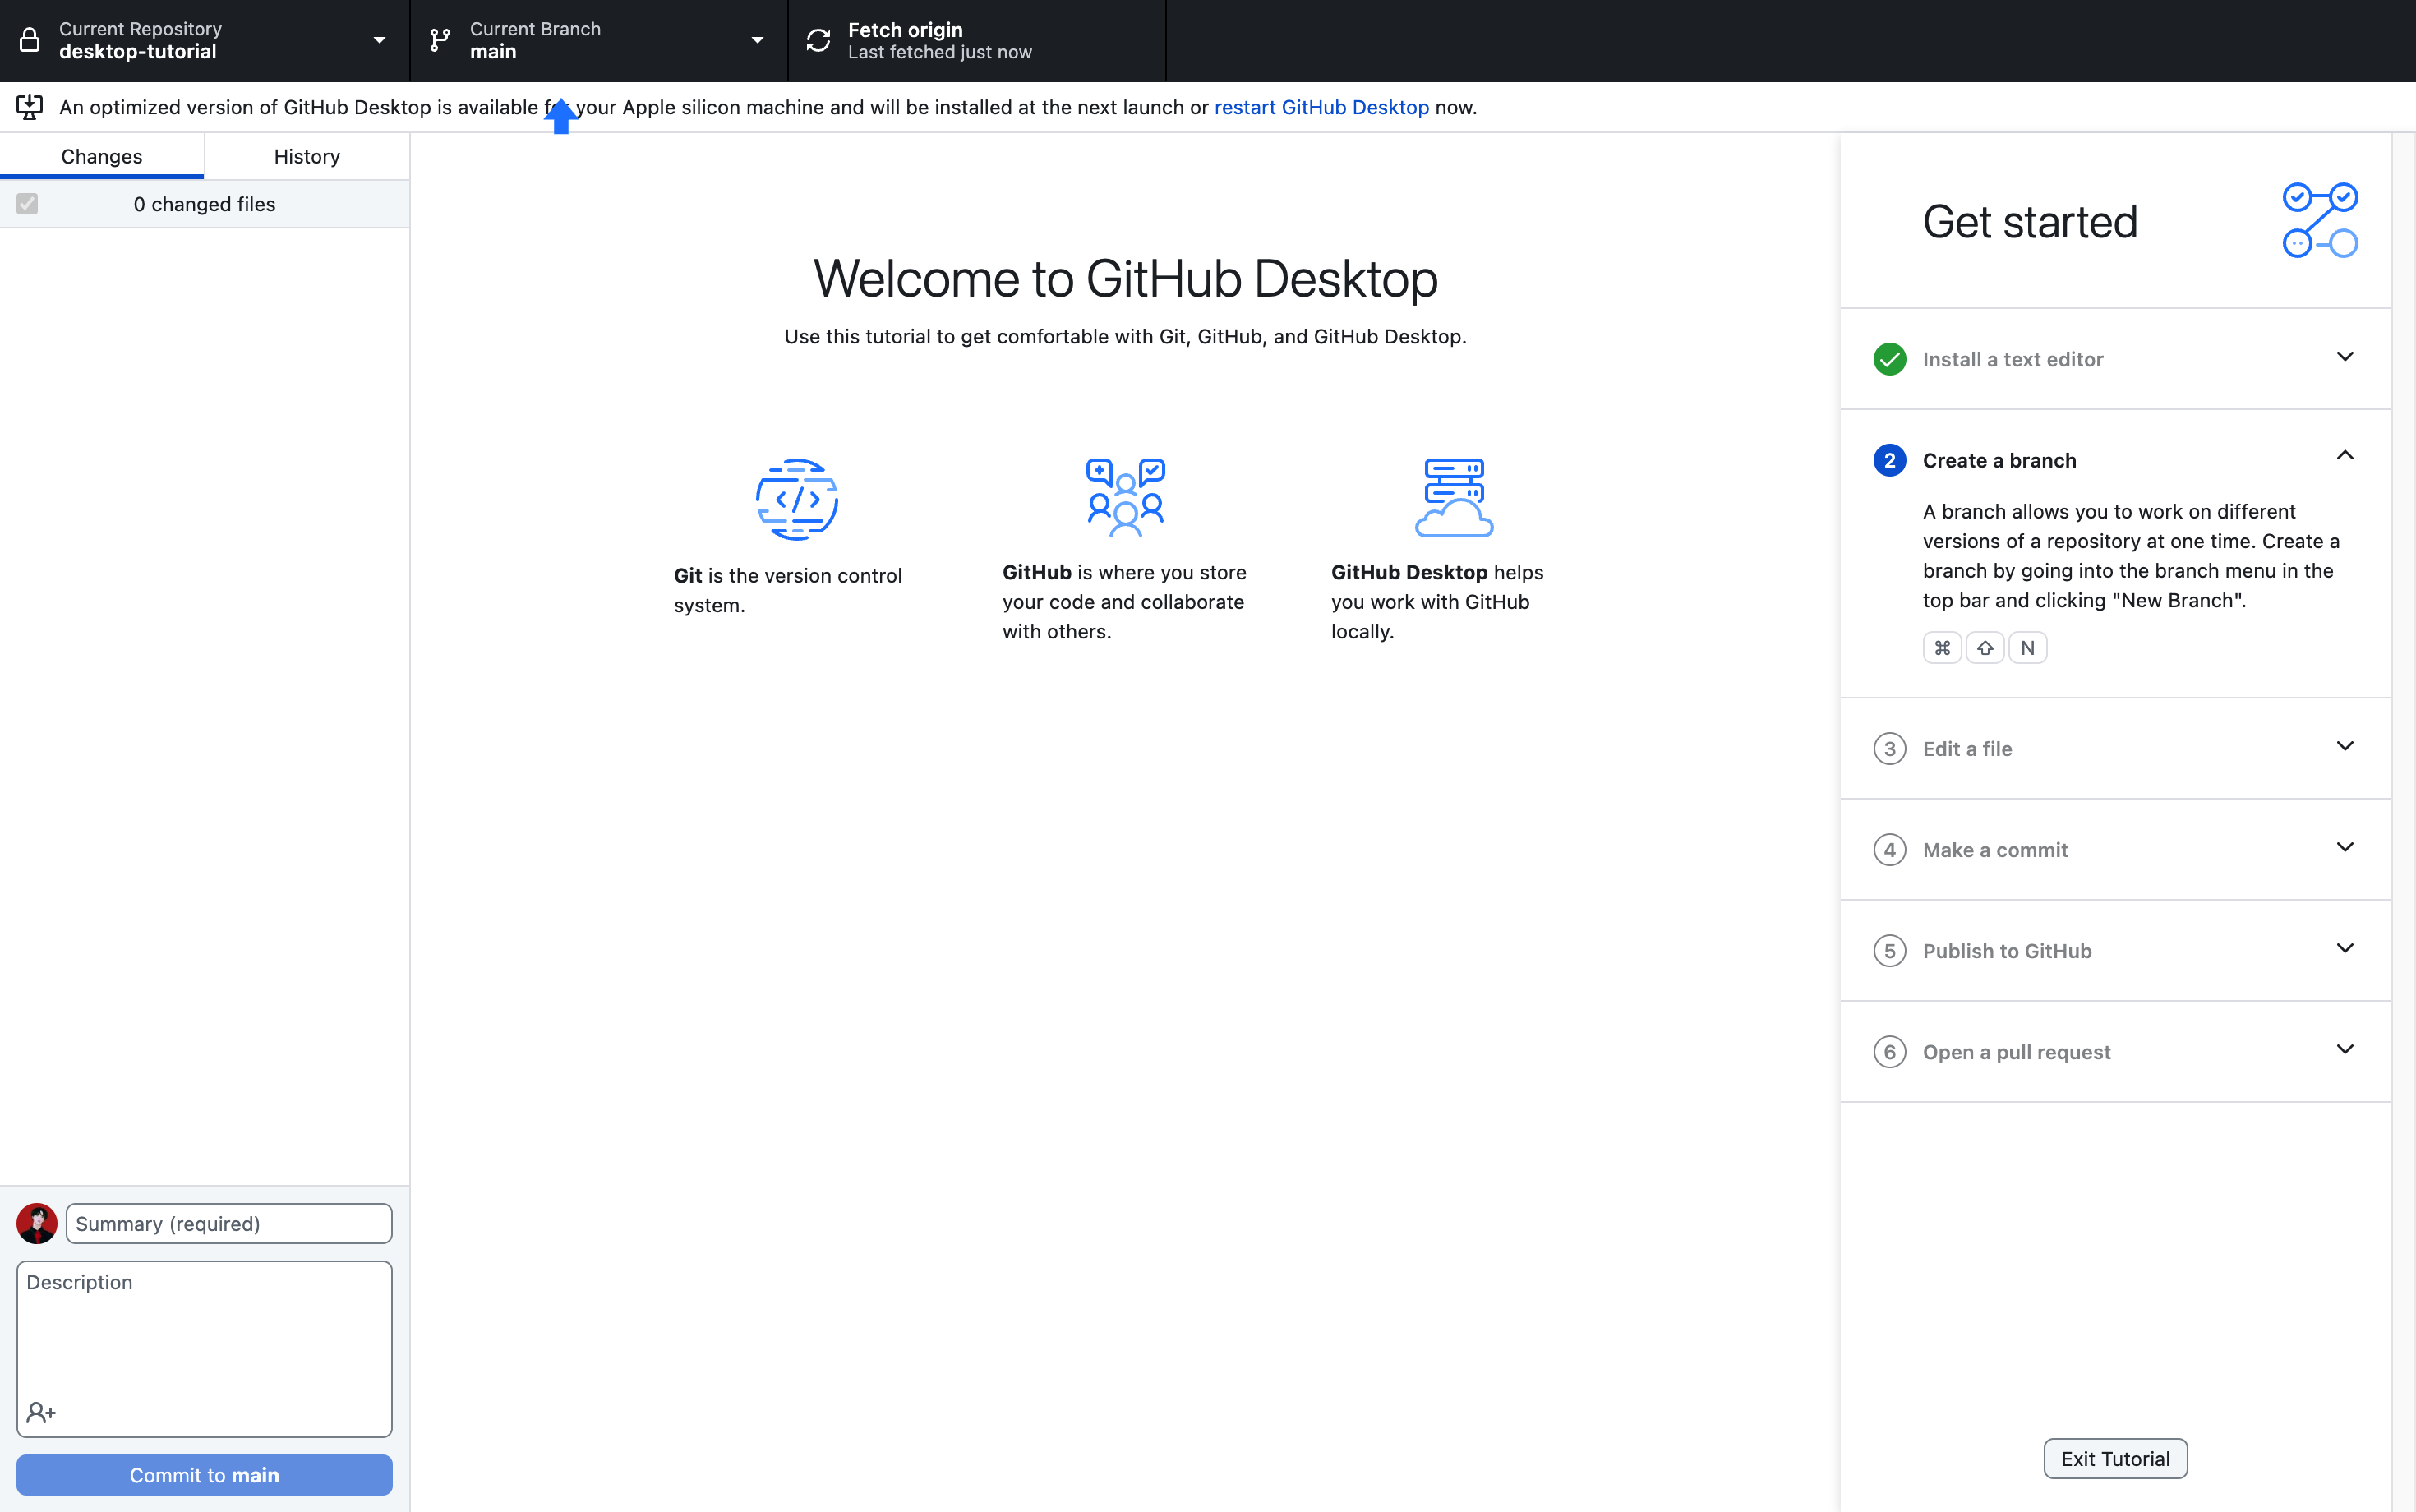 Current Repository
desktop-tutorial
Current Branch
main
Fetch origin
Last fetched just now
An optimized version of GitHub Desktop is available your Apple silicon machine and will be installed at the next launch or restart GitHub Desktop now.
Changes
History
0 changed files
Welcome to GitHub Desktop
Use this tutorial to get comfortable with Git, GitHub, and GitHub Desktop.
Git is the version control
system.
GitHub is where you store
your code and collaborate
with others.
GitHub Desktop helps
you work with GitHub
locally.
Get started
Install a text editor
2 Create a branch
A branch allows you to work on different
versions of a repository at one time. Create a
branch by going into the branch menu in the
top bar and clicking "New Branch".
⌘ ⇧ N
3 Edit a file
4 Make a commit
5 Publish to GitHub
6 Open a pull request
Exit Tutorial
Summary (required)
Description
Commit to main